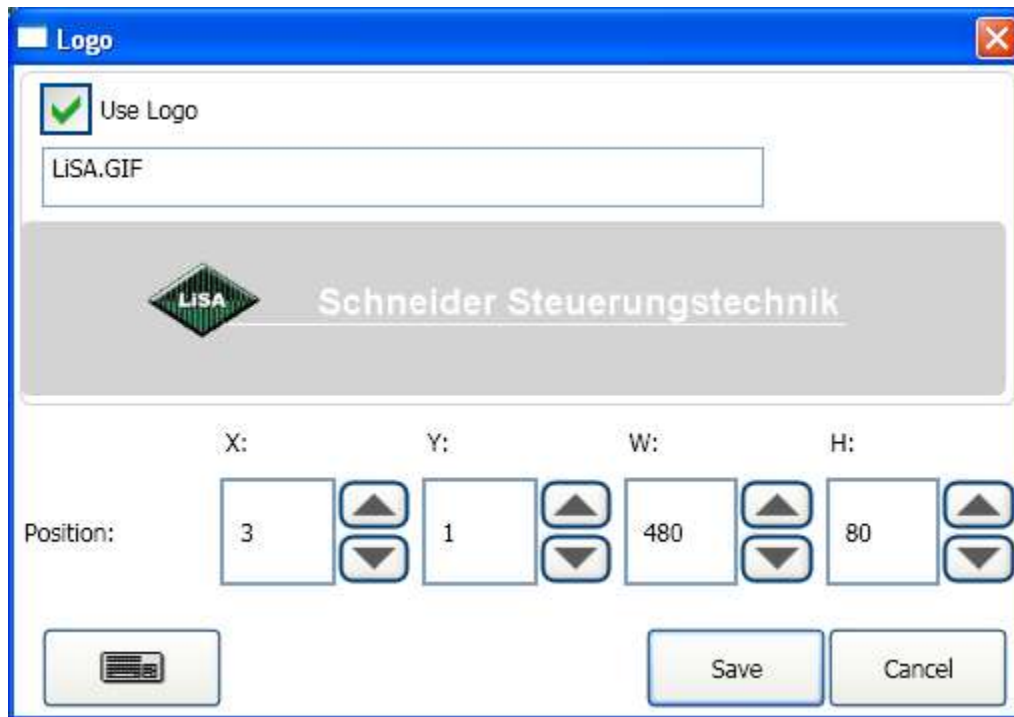 Logo
Use Logo
LiSA.GIF
LiSA Schneider Steuerungstechnik
X: Y: W: H:
Position: 3 1 480 80
Save Cancel